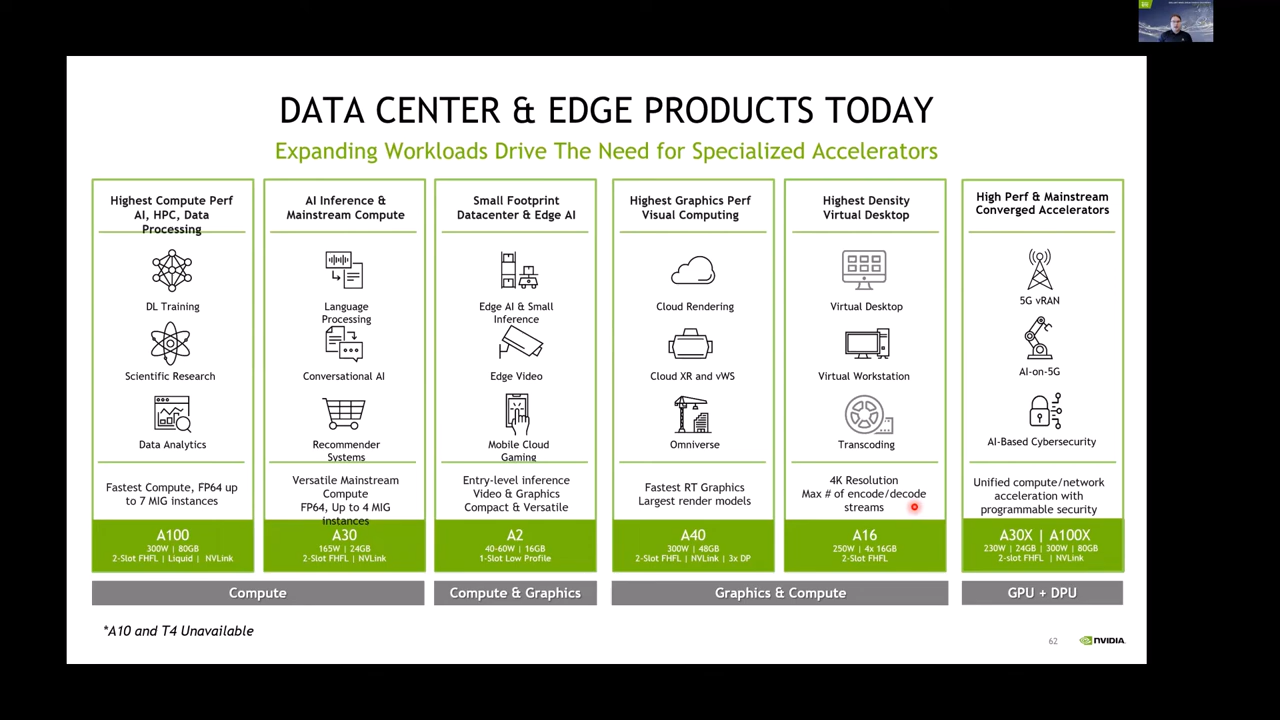 DATA CENTER & EDGE PRODUCTS TODAY
Expanding Workloads Drive The Need for Specialized Accelerators
Highest Compute Perf
AI, HPC, Data
Processing
DL Training
Scientific Research
Data Analytics
Fastest Compute, FP64 up
to 7 MIG instances
A100
300W | 80GB
2-Slot FHFL | Liquid | NVLink
AI Inference &
Mainstream Compute
Language
Processing
Conversational AI
Recommender
Systems
Versatile Mainstream
Compute
FP64, Up to 4 MIG
instances
A30
165W | 24GB
2-Slot FHFL | NVLink
Compute
Small Footprint
Datacenter & Edge AI
Edge AI & Small
Inference
Edge Video
Mobile Cloud
Gaming
Entry-level inference
Video & Graphics
Compact & Versatile
A2
40-60W | 16GB
1-Slot Low Profile
Compute & Graphics
Highest Graphics Perf
Visual Computing
Cloud Rendering
Cloud XR and vWS
Omniverse
Fastest RT Graphics
Largest render models
A40
300W | 48GB
2-Slot FHFL | NVLink | 3x DP
Highest Density
Virtual Desktop
Virtual Desktop
Virtual Workstation
Transcoding
4K Resolution
Max # of encode/decode
streams
A16
250W | 4x 16GB
2-Slot FHFL
Graphics & Compute
High Perf & Mainstream
Converged Accelerators
5G vRAN
AI-on-5G
AI-Based Cybersecurity
Unified compute/network
acceleration with
programmable security
A30X | A100X
230W | 24GB | 300W | 80GB
2-slot FHFL | NVLink
GPU + DPU
*A10 and T4 Unavailable
62
NVIDIA.